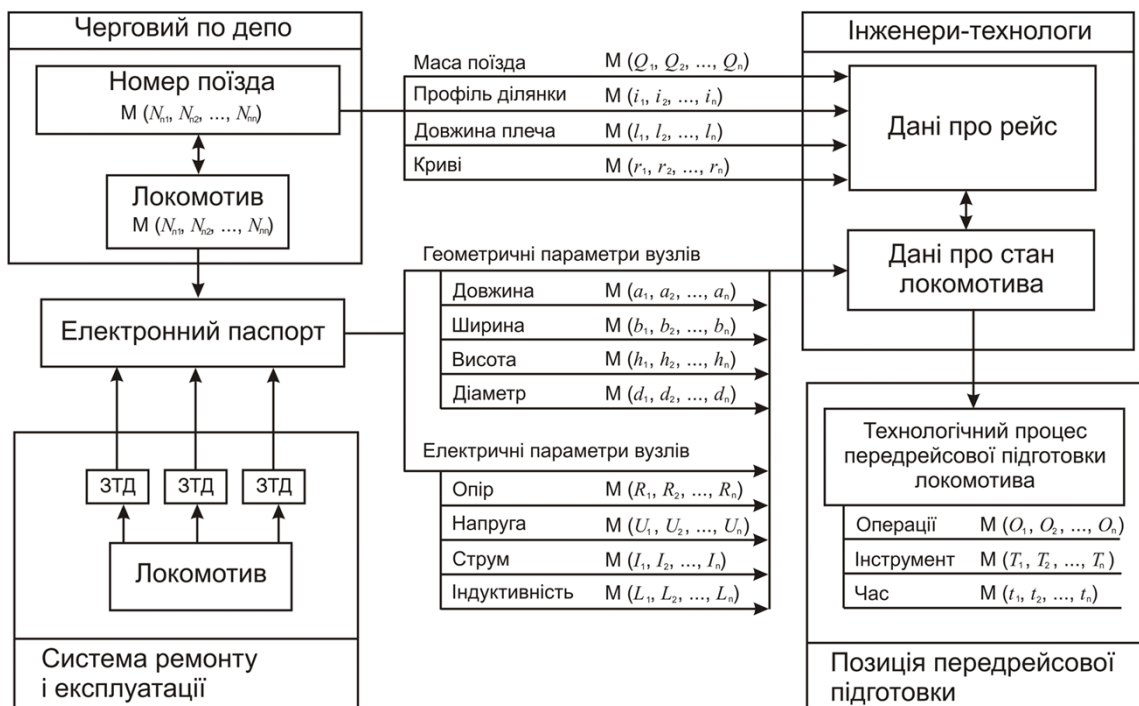 Черговий по депо
Номер поїзда
М (Nп1, Nп2, ..., Nпп)
Локомотив
М (Nп1, Nп2, ..., Nпп)
Електронний паспорт
ЗТД ЗТД ЗТД
Локомотив
Система ремонту
і експлуатації
Маса поїзда М (Q1, Q2, ..., Qn)
Профіль ділянки М (i1, i2, ..., in)
Довжина плеча М (l1, l2, ..., ln)
Криві М (r1, r2, ..., rn)
Геометричні параметри вузлів
Довжина М (a1, a2, ..., an)
Ширина М (b1, b2, ..., bn)
Висота М (h1, h2, ..., hn)
Діаметр М (d1, d2, ..., dn)
Електричні параметри вузлів
Опір М (R1, R2, ..., Rn)
Напруга М (U1, U2, ..., Un)
Струм М (I1, I2, ..., In)
Індуктивність М (L1, L2, ..., Ln)
Інженери-технологи
Дані про рейс
Дані про стан
локомотива
Технологічний процес
передрейсової підготовки
локомотива
Операції М (O1, O2, ..., On)
Інструмент М (T1, T2, ..., Tn)
Час М (t1, t2, ..., tn)
Позиція передрейсової
підготовки